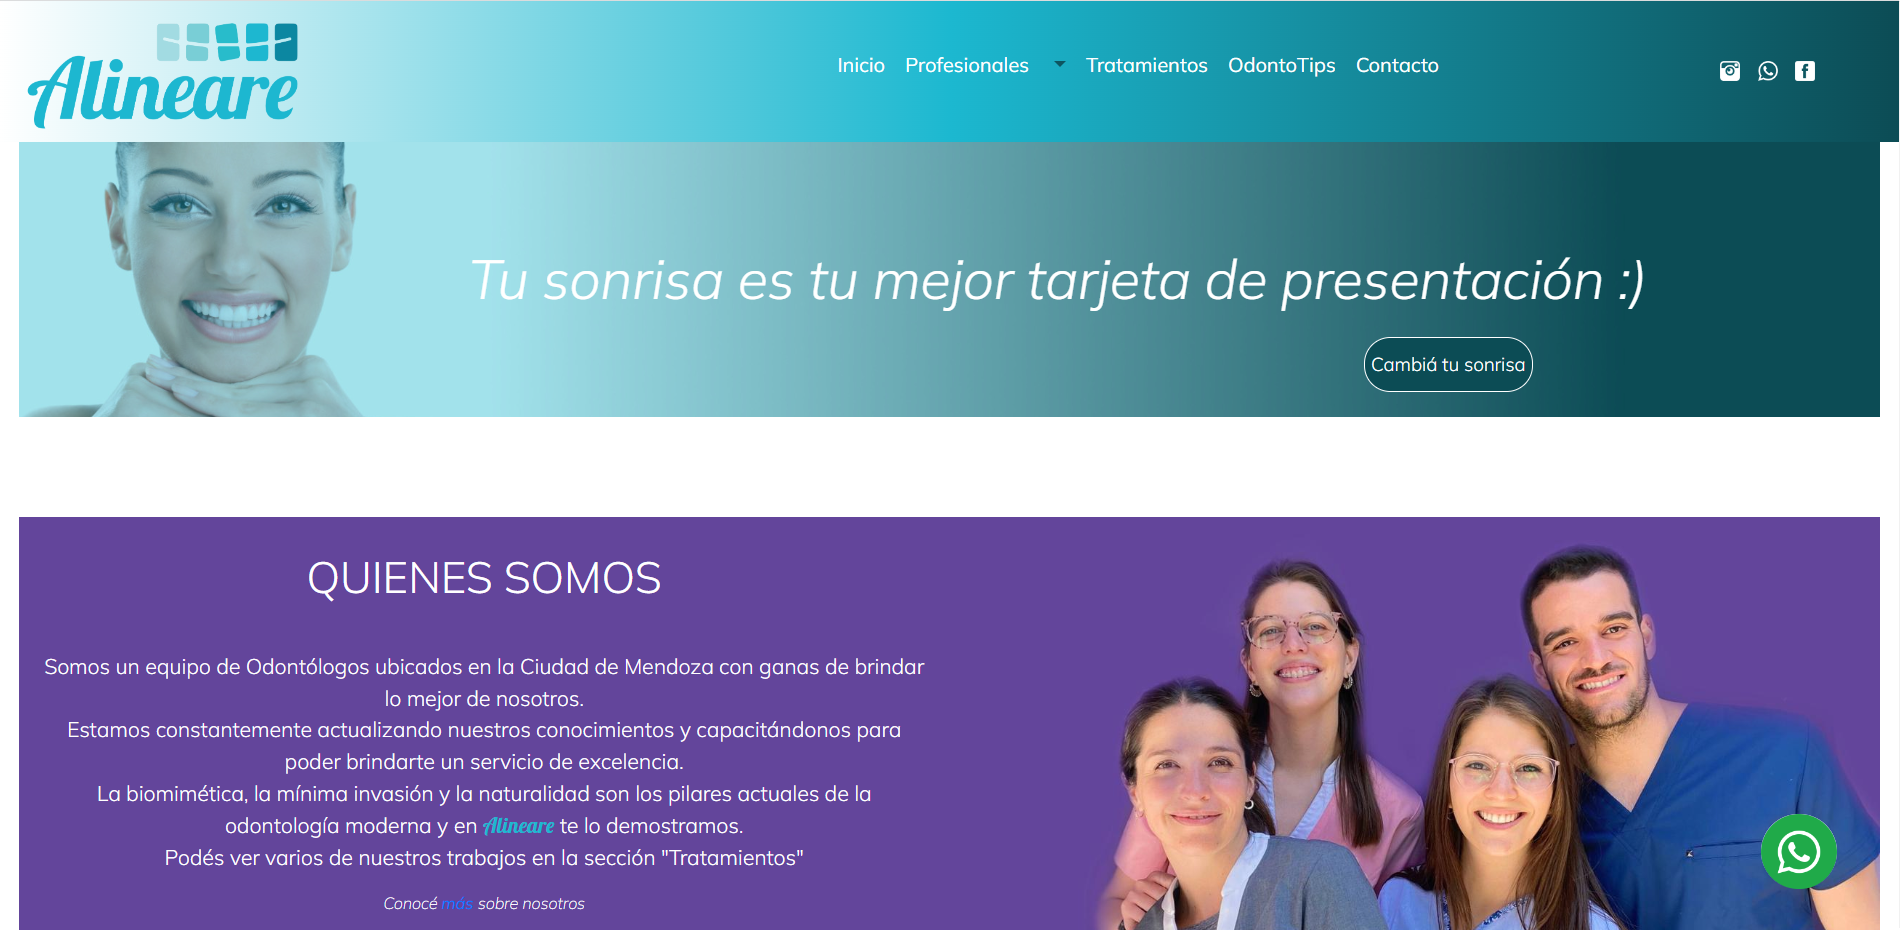 Alineare
Inicio Profesionales Tratamientos OdontoTips Contacto
Tu sonrisa es tu mejor tarjeta de presentación :)
Cambiá tu sonrisa
QUIENES SOMOS
Somos un equipo de Odontólogos ubicados en la Ciudad de Mendoza con ganas de brindar
lo mejor de nosotros.
Estamos constantemente actualizando nuestros conocimientos y capacitándonos para
poder brindarte un servicio de excelencia.
La biomimética, la mínima invasión y la naturalidad son los pilares actuales de la
odontología moderna y en Alineare te lo demostramos.
Podés ver varios de nuestros trabajos en la sección "Tratamientos"
Conocé más sobre nosotros